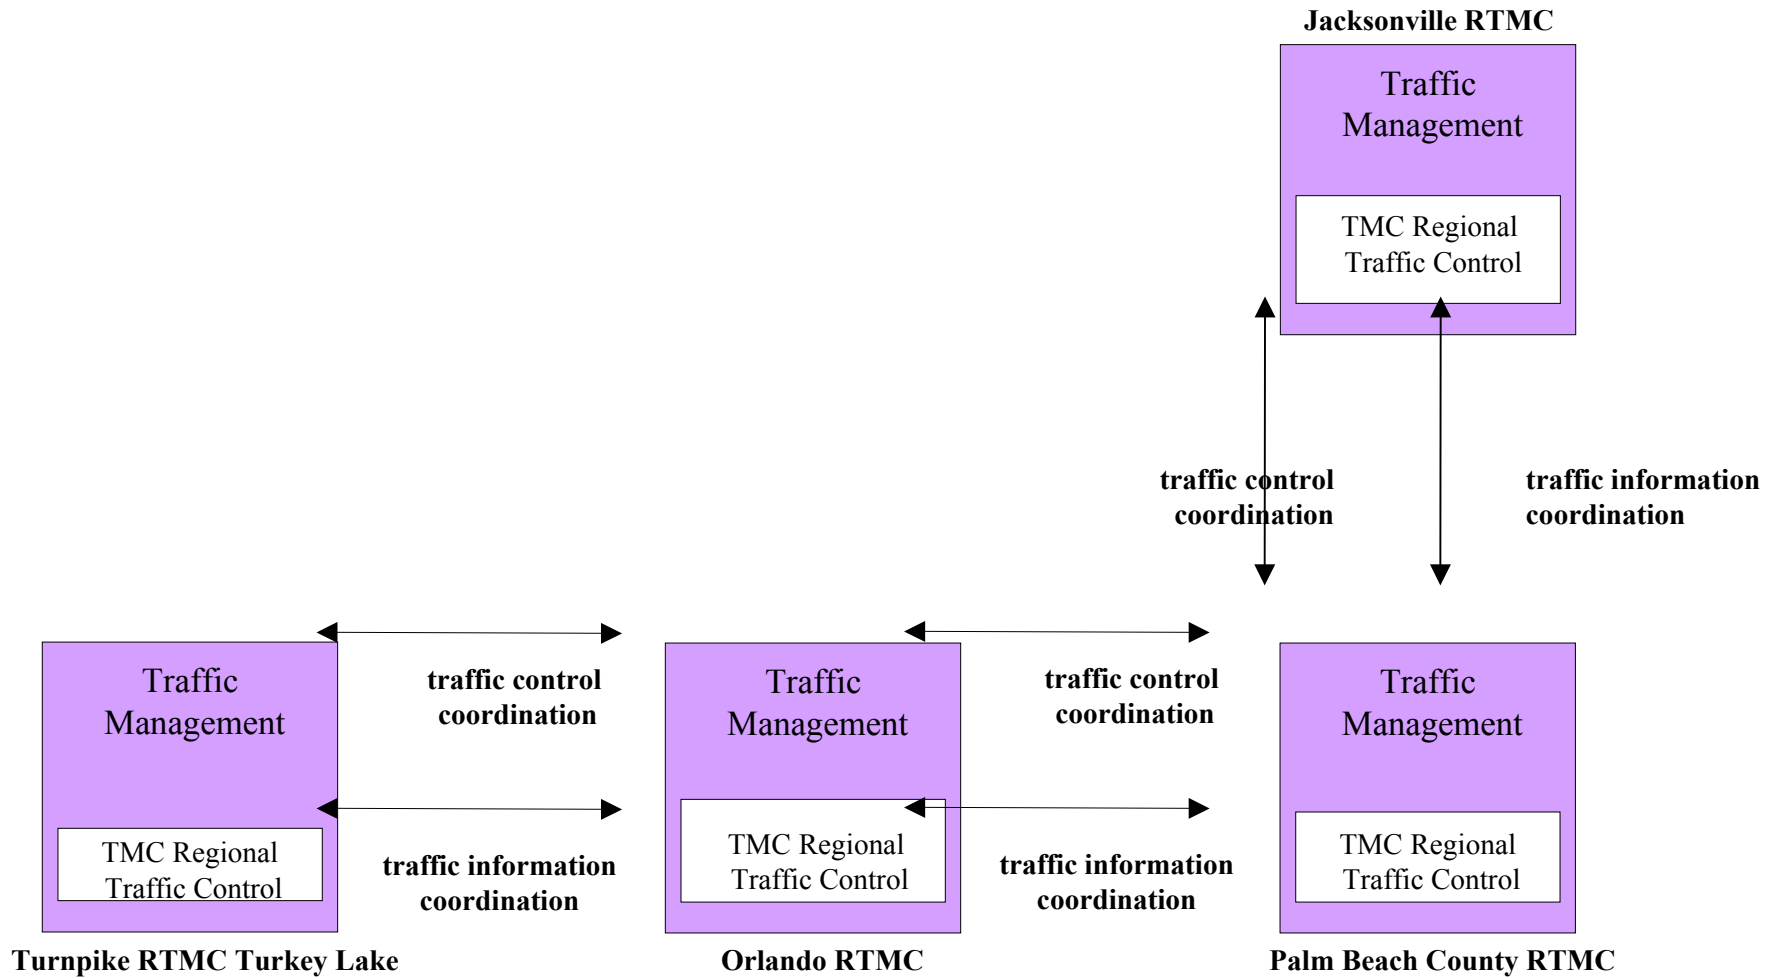 Jacksonville RTMC
Traffic
Management
TMC Regional
Traffic Control
traffic control
coordination
traffic information
coordination
Traffic
Management
TMC Regional
Traffic Control
Turnpike RTMC Turkey Lake
traffic control
coordination
traffic information
coordination
Traffic
Management
TMC Regional
Traffic Control
Orlando RTMC
traffic control
coordination
traffic information
coordination
Traffic
Management
TMC Regional
Traffic Control
Palm Beach County RTMC